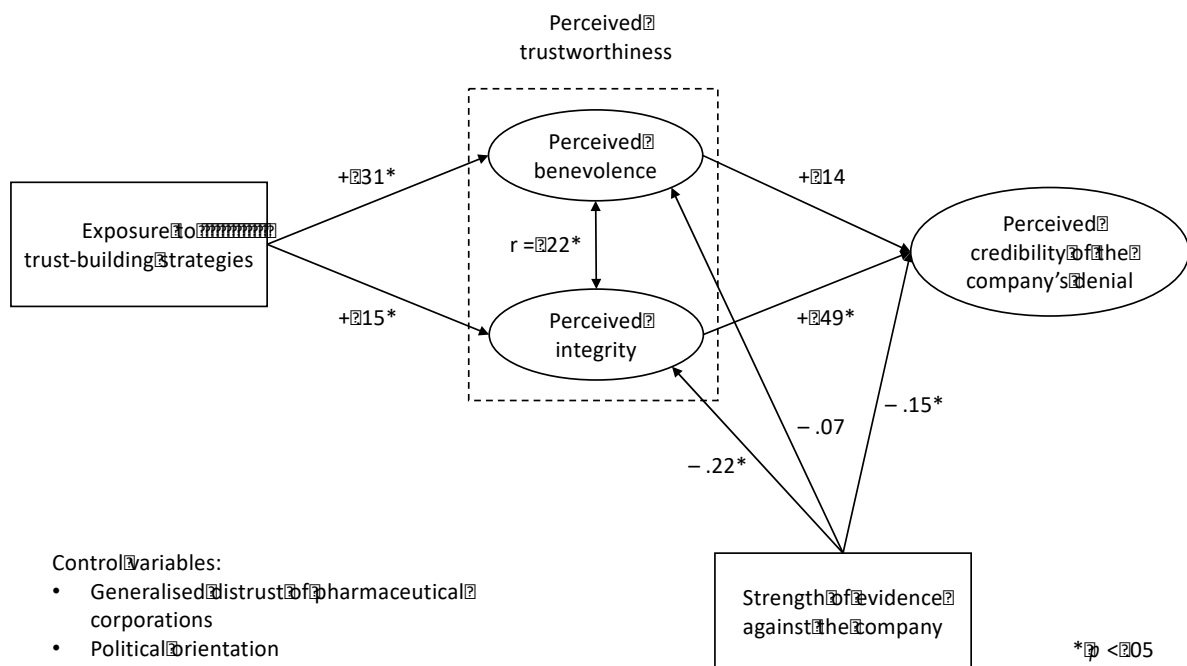 Perceived⍰
trustworthiness
Perceived⍰
benevolence
+⍰31*
+⍰14
Exposure⍰to⍰⍰⍰⍰⍰⍰⍰⍰⍰⍰⍰⍰
trust-building⍰strategies
r =⍰22*
Perceived⍰
credibility⍰of⍰the⍰
company’s⍰denial
+⍰15*
Perceived⍰
integrity
+⍰49*
– .07
– .15*
– .22*
Control⍰variables:
• Generalised⍰distrust⍰of⍰pharmaceutical⍰
corporations
• Political⍰orientation
Strength⍰of⍰evidence⍰
against⍰the⍰company
*⍰p <⍰05